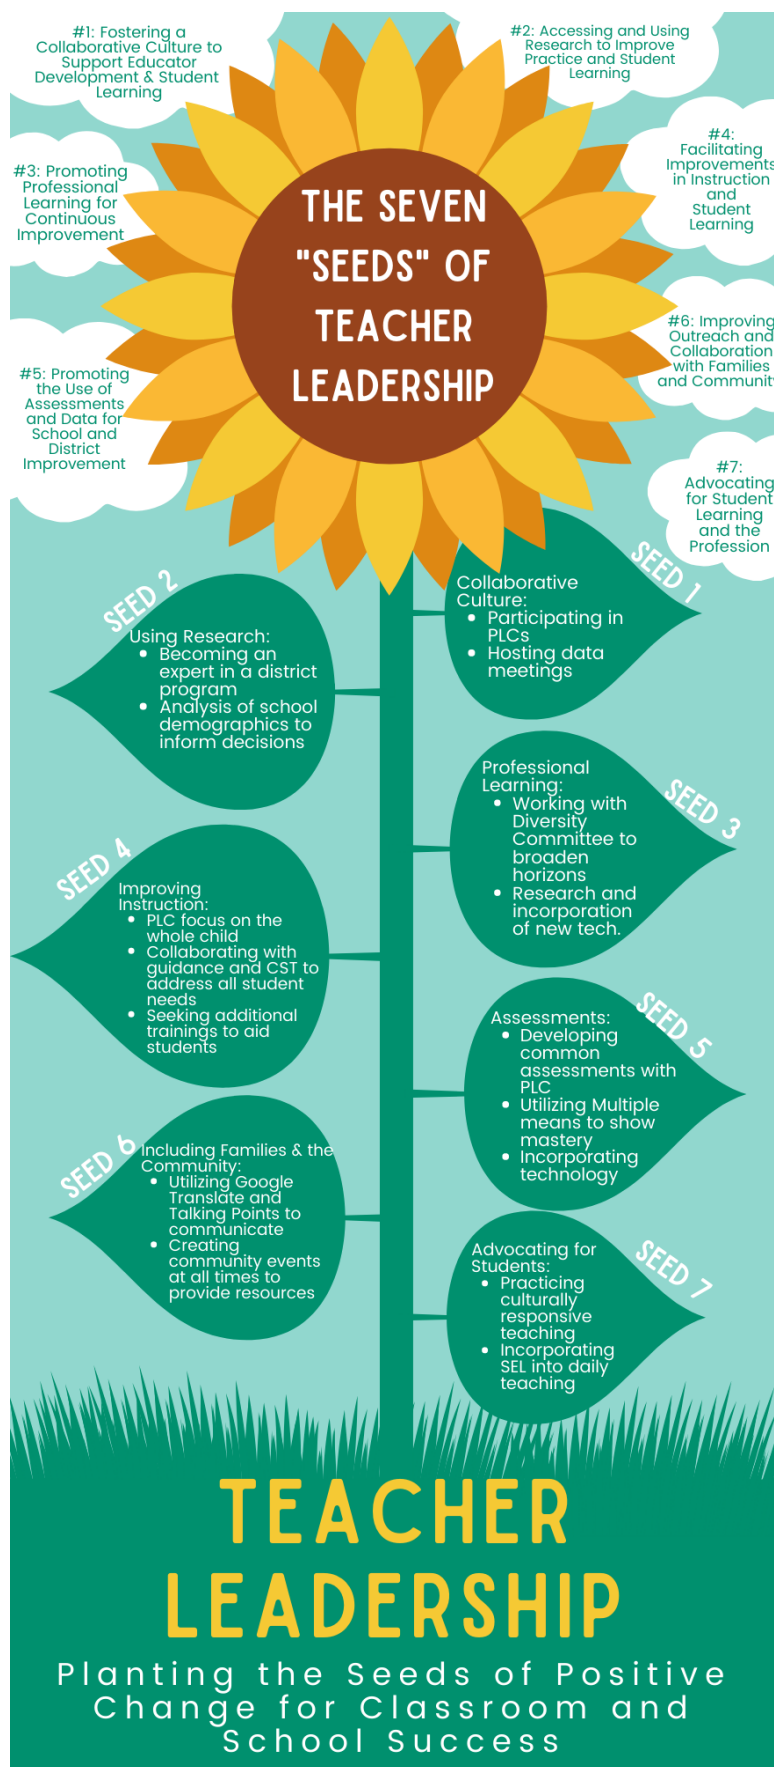 #1: Fostering a
Collaborative Culture to
Support Educator
Development & Student
Learning
#2: Accessing and Using
Research to Improve
Practice and Student
Learning
#3: Promoting
Professional
Learning for
Continuous
Improvement
#4:
Facilitating
Improvements
in Instruction
and
Student
Learning
#5: Promoting
the Use of
Assessments
and Data for
School and
District
Improvement
#6: Improving
Outreach and
Collaboration
with Families
and Community
#7:
Advocating
for Student
Learning
and the
Profession
THE SEVEN
"SEEDS" OF
TEACHER
LEADERSHIP
SEED 1
Collaborative
Culture:
• Participating in
PLCs
• Hosting data
meetings
SEED 2
Using Research:
• Becoming an
expert in a district
program
• Analysis of school
demographics to
inform decisions
SEED 3
Professional
Learning:
• Working with
Diversity
Committee to
broaden
horizons
• Research and
incorporation
of new tech.
SEED 4
Improving
Instruction:
• PLC focus on the
whole child
• Collaborating with
guidance and CST to
address all student
needs
• Seeking additional
trainings to aid
students
SEED 5
Assessments:
• Developing
common
assessments with
PLC
• Utilizing Multiple
means to show
mastery
• Incorporating
technology
SEED 6
Including Families & the
Community:
• Utilizing Google
Translate and
Talking Points to
communicate
• Creating
community events
at all times to
provide resources
SEED 7
Advocating for
Students:
• Practicing
culturally
responsive
teaching
• Incorporating
SEL into daily
teaching
TEACHER
LEADERSHIP
Planting the Seeds of Positive
Change for Classroom and
School Success